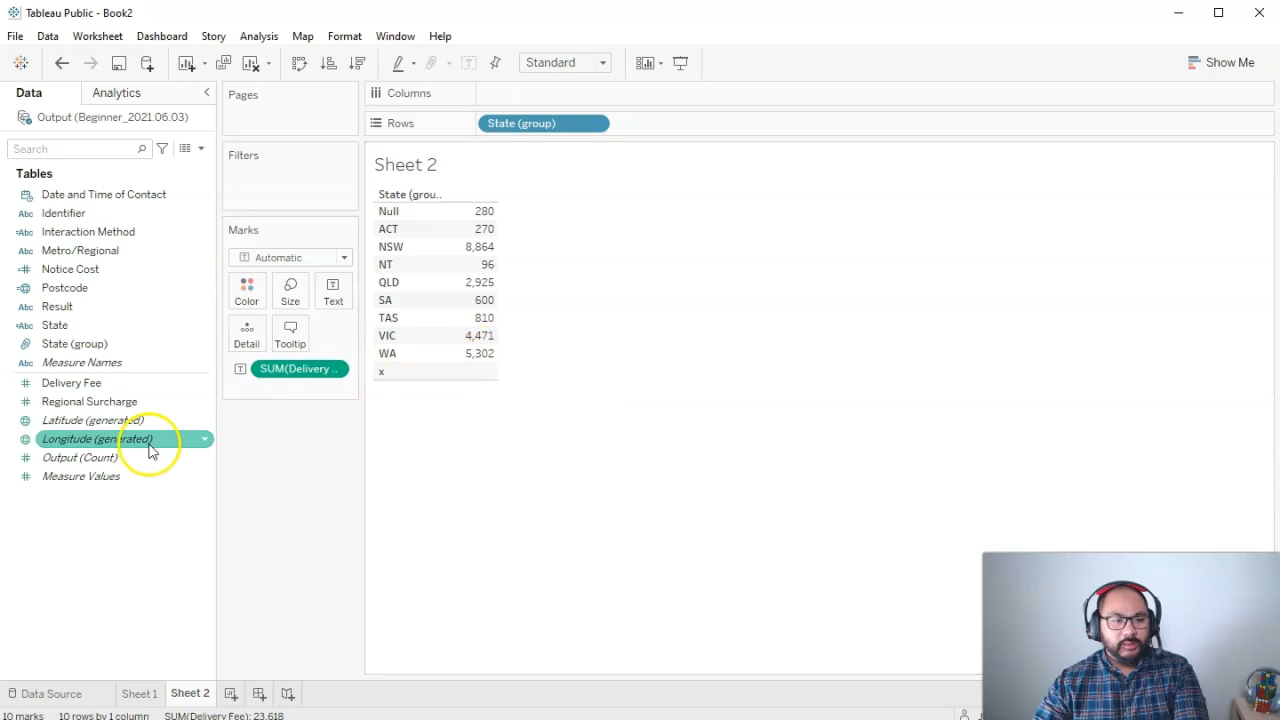 Tableau Public - Book2
File Data Worksheet Dashboard Story Analysis Map Format Window Help
Standard
Show Me
Data Analytics
Output (Beginner_2021.06.03)
Search
Tables
Date and Time of Contact
Abc Identifier
=Abc Interaction Method
Abc Metro/Regional
=# Notice Cost
Postcode
Abc Result
=Abc State
State (group)
Abc Measure Names
# Delivery Fee
# Regional Surcharge
Latitude (generated)
Longitude (generated)
# Output (Count)
# Measure Values
Pages
Filters
Marks
T Automatic
Color Size Text
Detail Tooltip
T SUM(Delivery ..
Columns
Rows State (group)
Sheet 2
State (grou..
Null 280
ACT 270
NSW 8,864
NT 96
QLD 2,925
SA 600
TAS 810
VIC 4,471
WA 5,302
x
Data Source Sheet 1 Sheet 2
10 marks 10 rows by 1 column SUM(Delivery Fee): 23,618